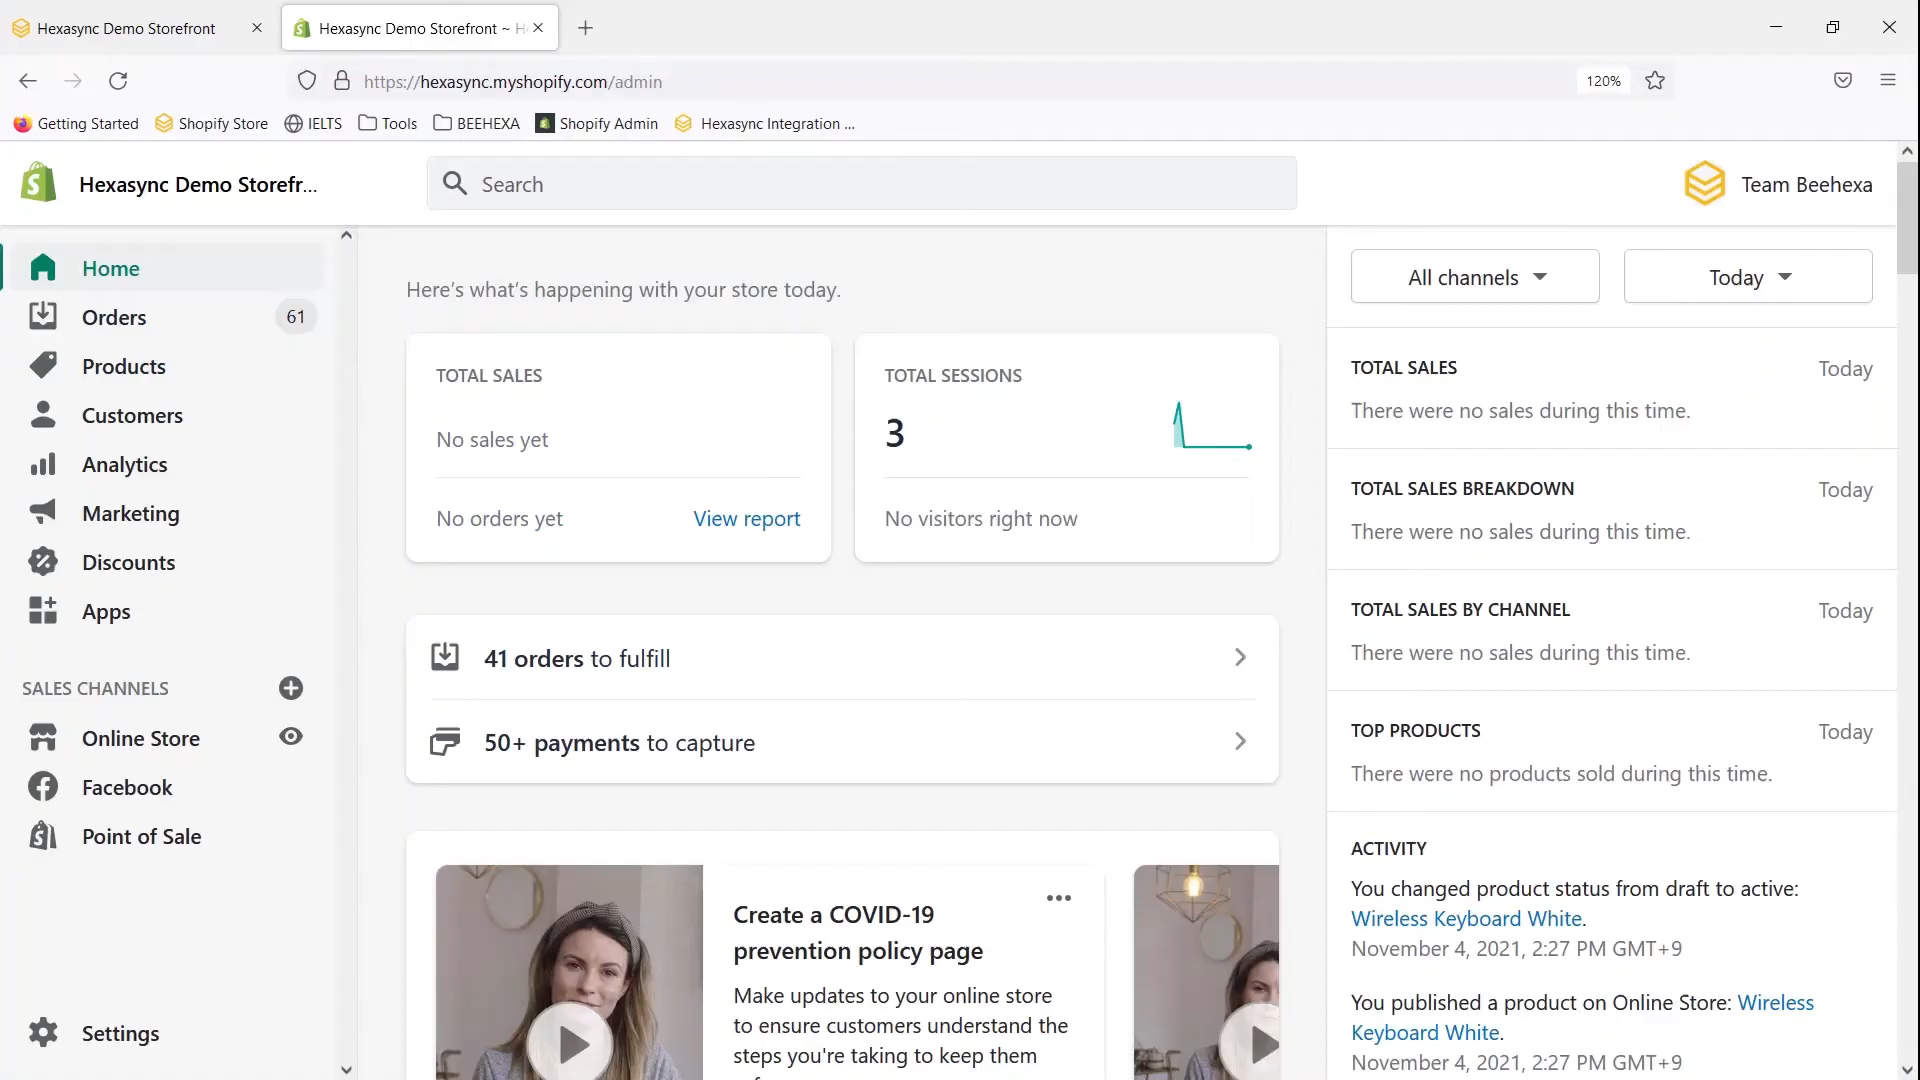 Hexasync Demo Storefront
Hexasync Demo Storefront ~ H
https://hexasync.myshopify.com/admin
120%
Getting Started
Shopify Store
IELTS
Tools
BEEHEXA
Shopify Admin
Hexasync Integration ...
Hexasync Demo Storefr...
Search
Team Beehexa
Home
Orders
61
Products
Customers
Analytics
Marketing
Discounts
Apps
SALES CHANNELS
Online Store
Facebook
Point of Sale
Settings
Here's what's happening with your store today.
TOTAL SALES
No sales yet
No orders yet
View report
TOTAL SESSIONS
3
No visitors right now
41 orders to fulfill
50+ payments to capture
Create a COVID-19
prevention policy page
Make updates to your online store
to ensure customers understand the
steps you're taking to keep them
All channels
Today
TOTAL SALES
Today
There were no sales during this time.
TOTAL SALES BREAKDOWN
Today
There were no sales during this time.
TOTAL SALES BY CHANNEL
Today
There were no sales during this time.
TOP PRODUCTS
Today
There were no products sold during this time.
ACTIVITY
You changed product status from draft to active:
Wireless Keyboard White.
November 4, 2021, 2:27 PM GMT+9
You published a product on Online Store: Wireless
Keyboard White.
November 4, 2021, 2:27 PM GMT+9